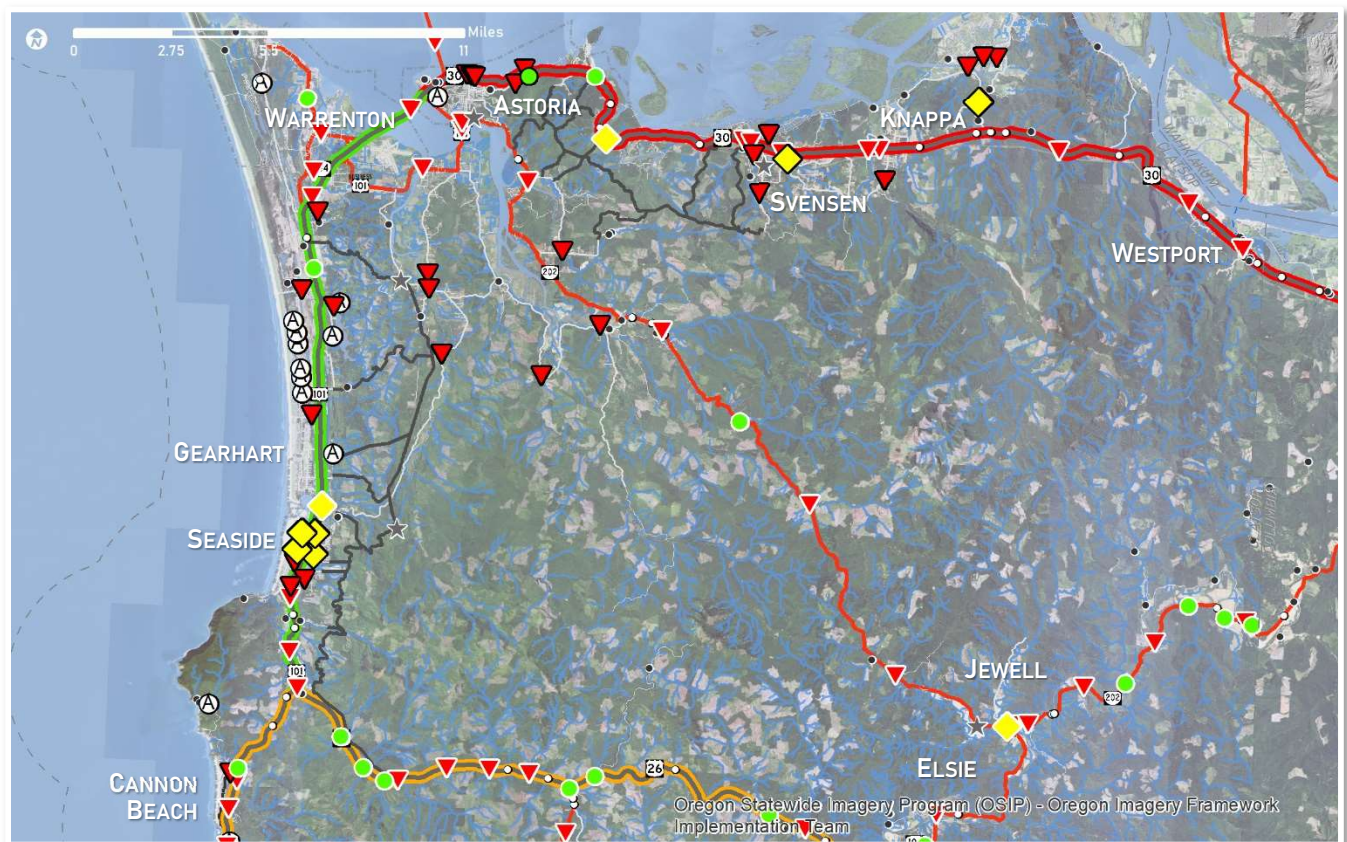 N
Miles
0 2.75 5.5 11
30
ASTORIA
WARRENTON
KNAPPA
30
101
30
SVENSEN
WESTPORT
202
A
A
A
A
A
A
A
A
101
A
GEARHART
A
SEASIDE
JEWELL
101
202
A
ELSIE
CANNON
BEACH
26
Oregon Statewide Imagery Program (OSIP) - Oregon Imagery Framework
Implementation Team